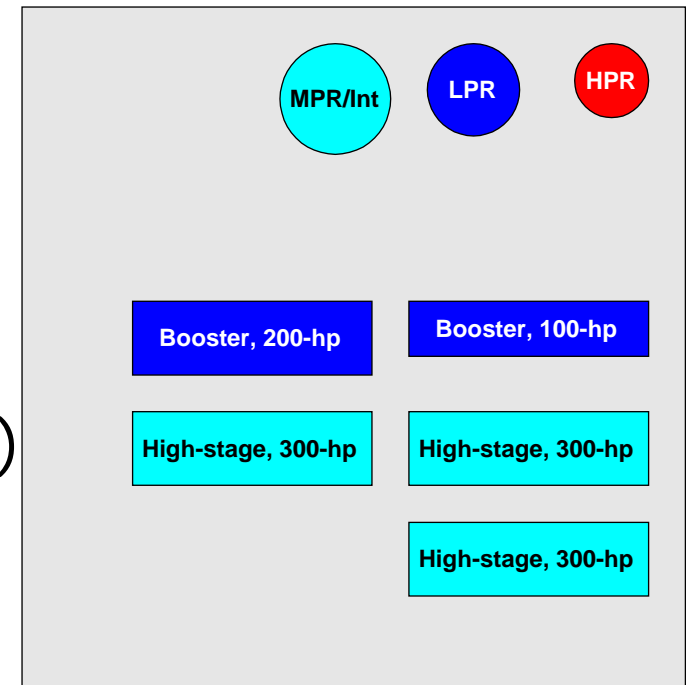 MPR/Int
LPR
HPR
Booster, 200-hp
Booster, 100-hp
High-stage, 300-hp
High-stage, 300-hp
High-stage, 300-hp